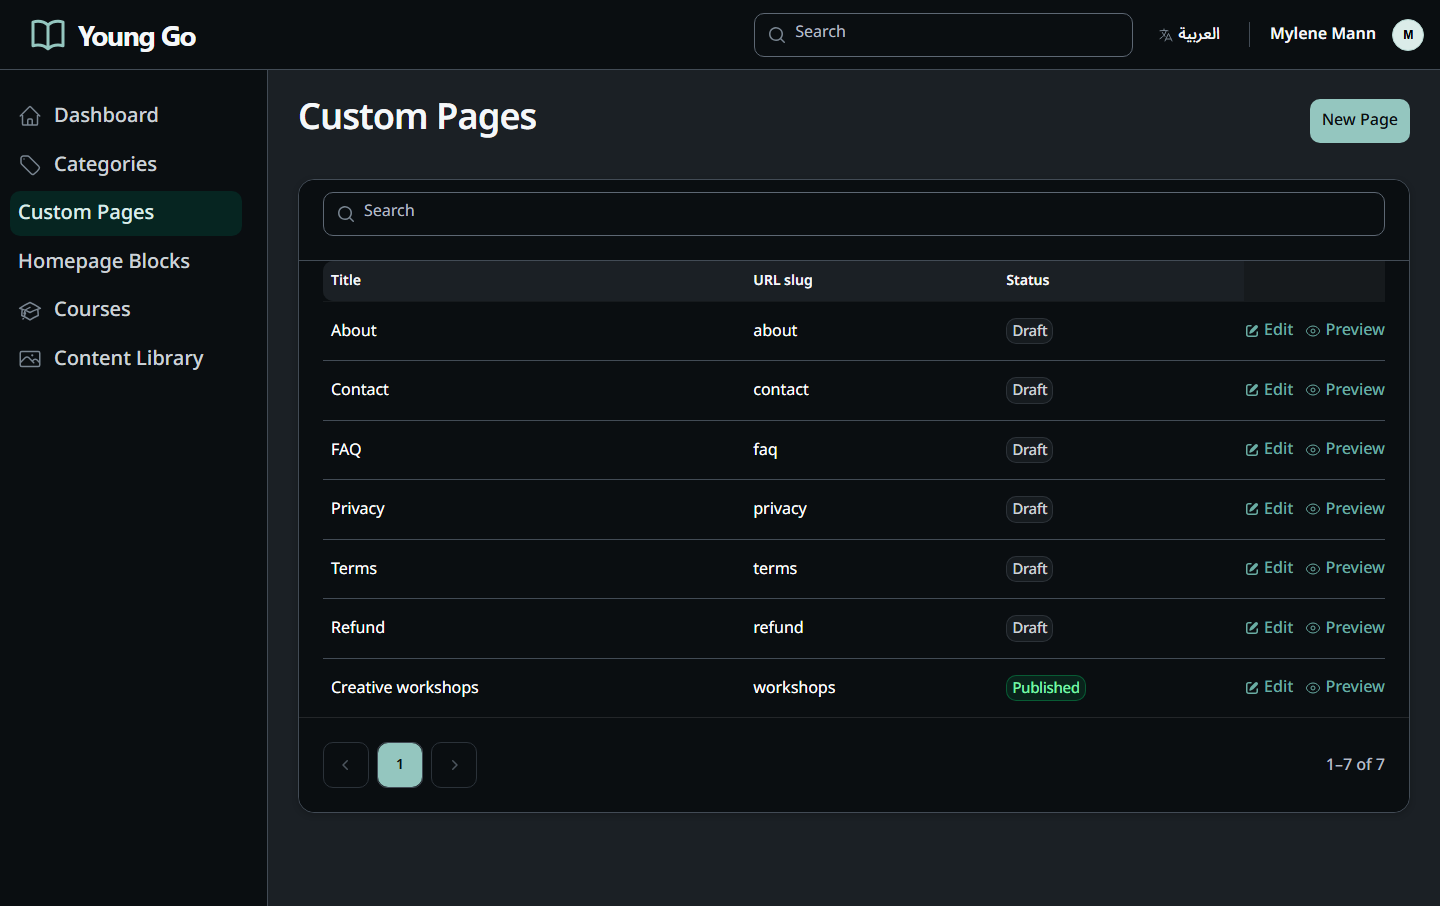 Young Go
Search
العربية
Mylene Mann
M
Dashboard
Categories
Custom Pages
Homepage Blocks
Courses
Content Library
Custom Pages
New Page
Search
Title URL slug Status
About about Draft Edit Preview
Contact contact Draft Edit Preview
FAQ faq Draft Edit Preview
Privacy privacy Draft Edit Preview
Terms terms Draft Edit Preview
Refund refund Draft Edit Preview
Creative workshops workshops Published Edit Preview
1
1–7 of 7